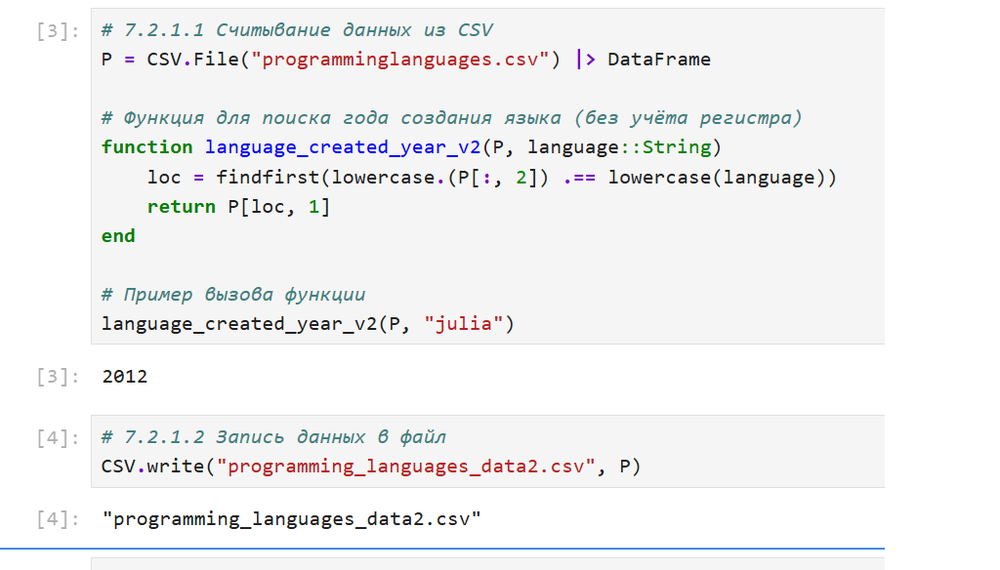 [3]: # 7.2.1.1 Считывание данных из CSV
P = CSV.File("programminglanguages.csv") |> DataFrame
# Функция для поиска года создания языка (без учёта регистра)
function language_created_year_v2(P, language::String)
    loc = findfirst(lowercase.(P[:, 2]) .== lowercase(language))
    return P[loc, 1]
end
# Пример вызова функции
language_created_year_v2(P, "julia")
[3]: 2012
[4]: # 7.2.1.2 Запись данных в файл
CSV.write("programming_languages_data2.csv", P)
[4]: "programming_languages_data2.csv"